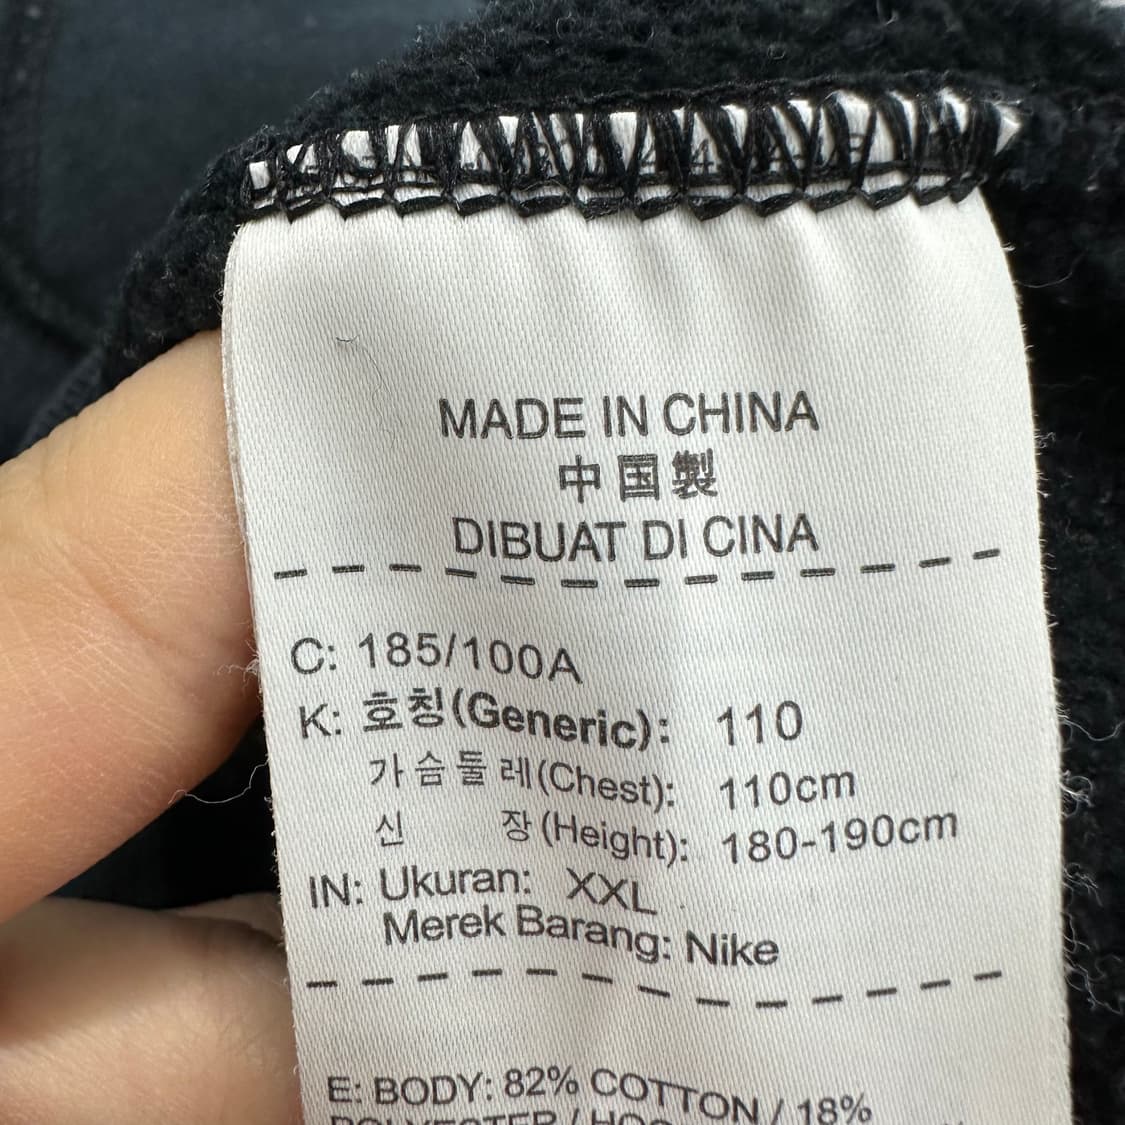 MADE IN CHINA
中国製
DIBUAT DI CINA
C: 185/100A
K: 호칭(Generic): 110
가슴둘레(Chest): 110cm
신 장(Height): 180-190cm
IN: Ukuran: XXL
Merek Barang: Nike
E: BODY: 82% COTTON / 18%